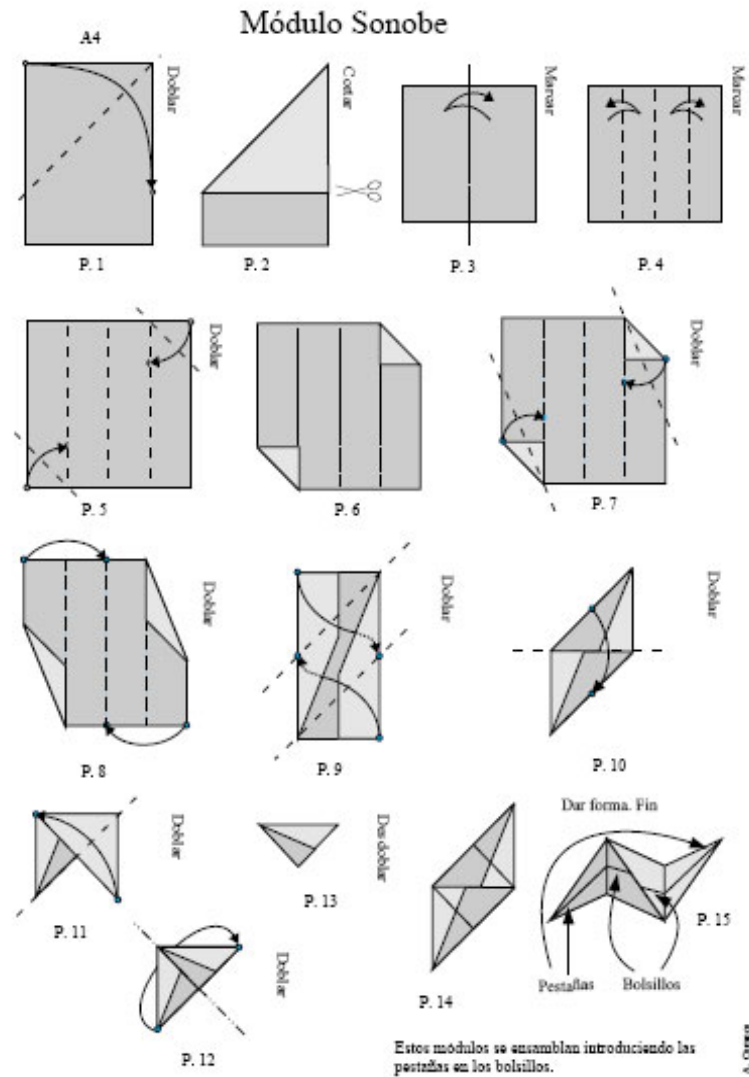 Módulo Sonobe
A4
Doblar
P. 1
Cortar
P. 2
Marcar
P. 3
Marcar
P. 4
Doblar
P. 5
P. 6
Doblar
P. 7
Doblar
P. 8
Doblar
P. 9
Doblar
P. 10
Doblar
P. 11
Doblar
P. 12
Desdoblar
P. 13
P. 14
Dar forma. Fin
P. 15
Pestañas
Bolsillos
Estos módulos se ensamblan introduciendo las
pestañas en los bolsillos.